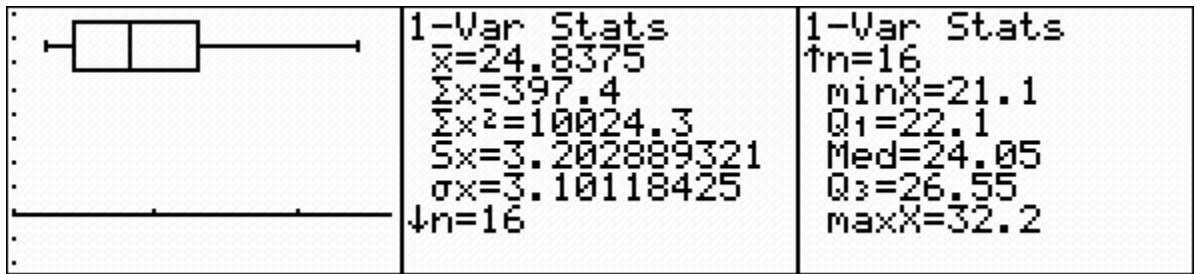 1-Var Stats
x̄=24.8375
Σx=397.4
Σx²=10024.3
Sx=3.202889321
σx=3.10118425
↓n=16
1-Var Stats
↑n=16
minX=21.1
Q₁=22.1
Med=24.05
Q₃=26.55
maxX=32.2